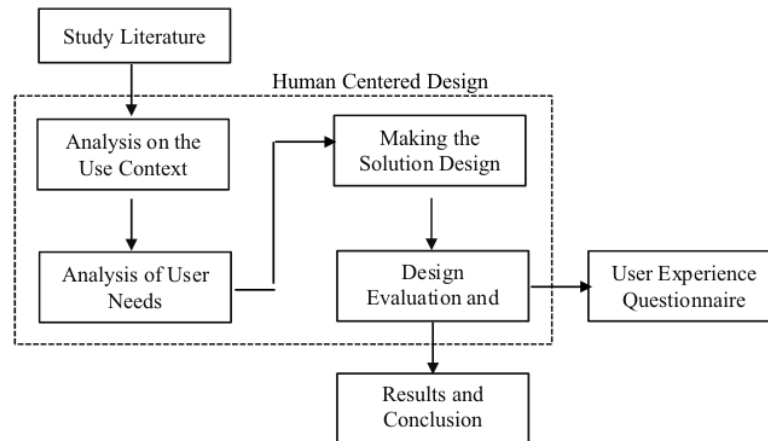 Study Literature
Human Centered Design
Analysis on the
Use Context
Analysis of User
Needs
Making the
Solution Design
Design
Evaluation and
User Experience
Questionnaire
Results and
Conclusion